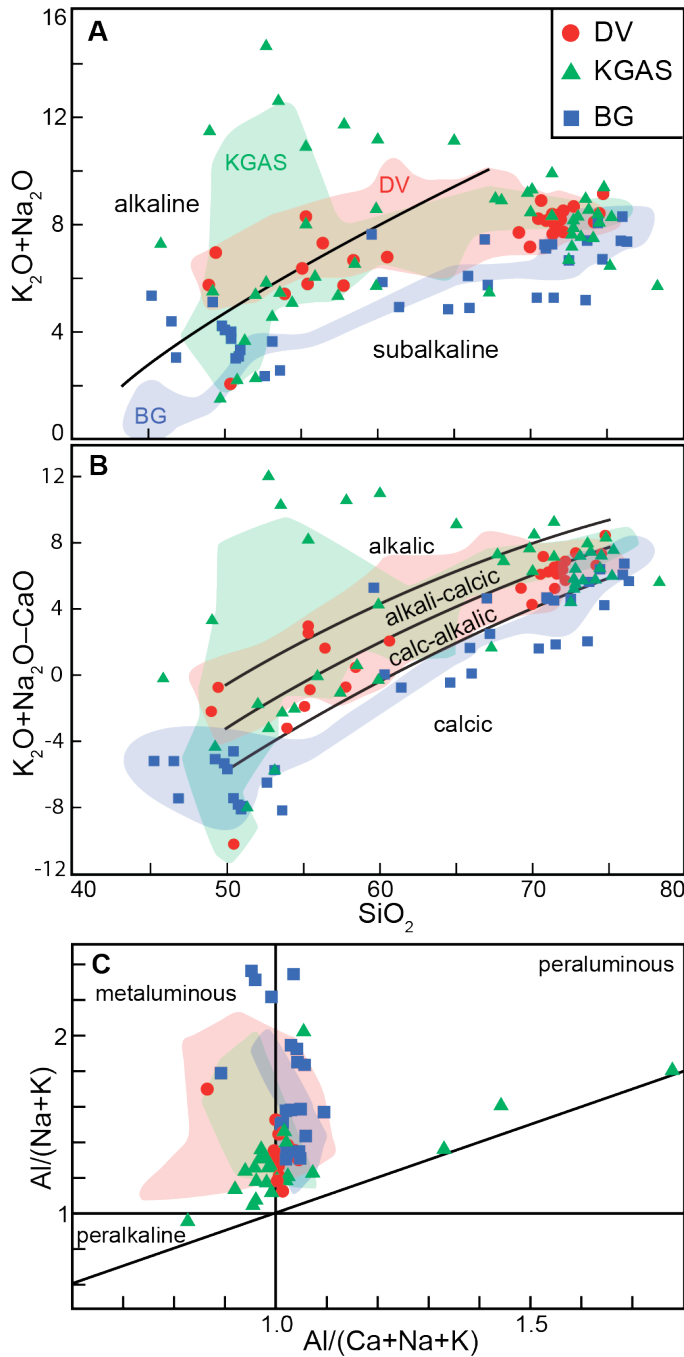 16
A
DV
KGAS
BG
12
KGAS
DV
alkaline
8
K₂O+Na₂O
4
subalkaline
BG
0
B
12
alkalic
8
alkali-calcic
4
calc-alkalic
K₂O+Na₂O–CaO
0
calcic
-4
-8
-12
40 50 60 70 80
SiO₂
C
peraluminous
metaluminous
2
Al/(Na+K)
1
peralkaline
1.0 1.5
Al/(Ca+Na+K)